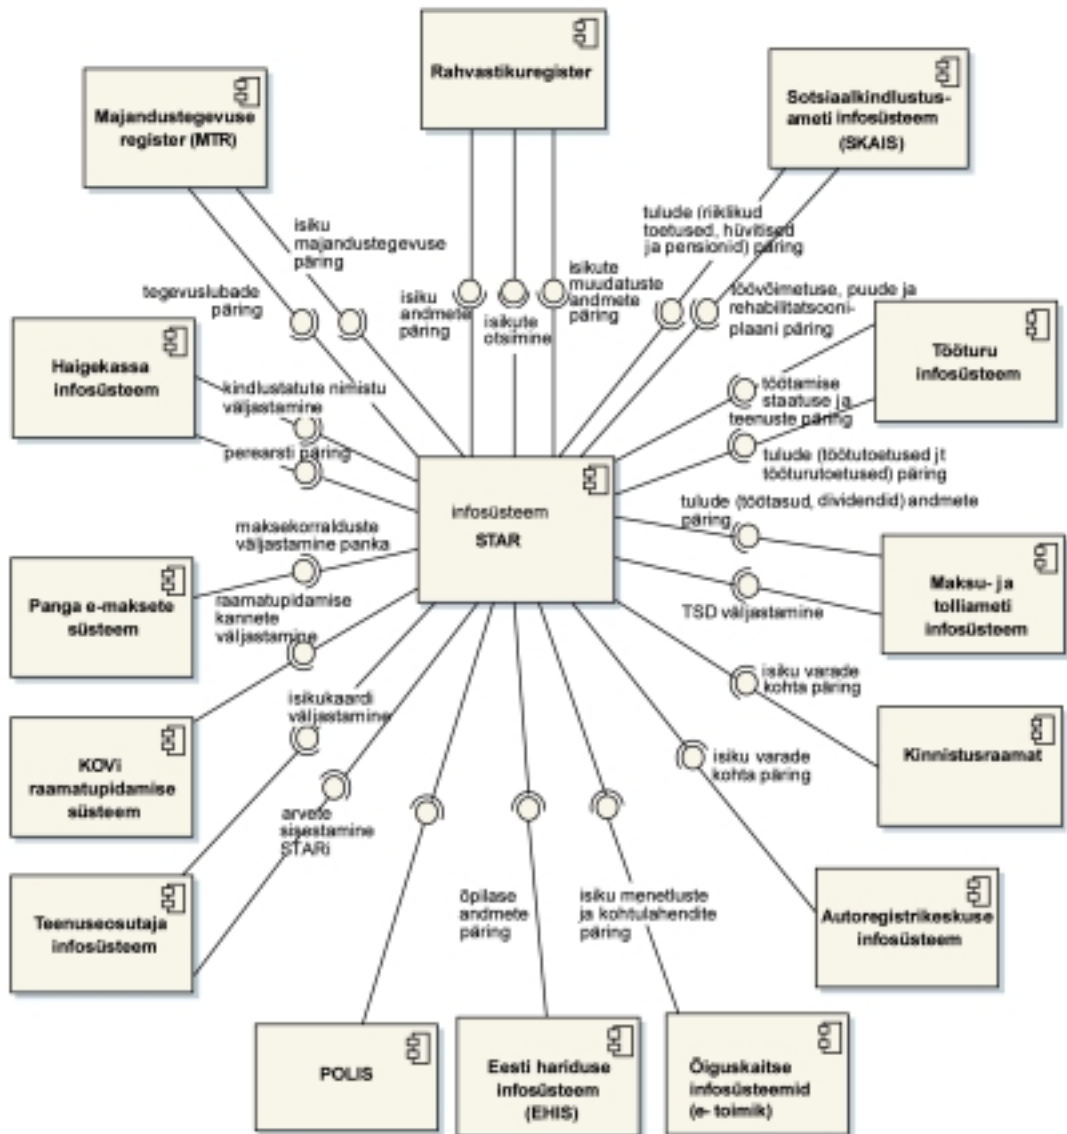 Rahvastikuregister
Majandustegevuse
register (MTR)
Sotsiaalkindlustus-
ameti infosüsteem
(SKAIS)
isiku
majandustegevuse
päring
tegevuslubade
päring
isiku
andmete
päring
isikute
otsimine
isikute
muudatuste
andmete
päring
tulude (riiklikud
toetused, hüvitised
ja pensionid) päring
töövõimetuse, puude ja
rehabilitatsooni-
plaani päring
Haigekassa
infosüsteem
kindlustatute nimistu
väljastamine
perearsti päring
Tööturu
infosüsteem
töötamise
staatuse ja
teenuste päring
tulude (töötutoetused jt
tööturutoetused) päring
infosüsteem
STAR
tulude (töötasud, dividendid) andmete
päring
maksekorralduste
väljastamine panka
Panga e-maksete
süsteem
raamatupidamise
kannete
väljastamine
TSD väljastamine
Maksu- ja
tolliameti
infosüsteem
isiku varade
kohta päring
Kinnistusraamat
isikukaardi
väljastamine
KOVi
raamatupidamise
süsteem
isiku varade
kohta päring
arvete
sisestamine
STARi
Teenuseosutaja
infosüsteem
õpilase
andmete
päring
isiku menetluste
ja kohtulahendite
päring
Autoregistrikeskuse
infosüsteem
POLIS
Eesti hariduse
infosüsteem
(EHIS)
Õiguskaitse
infosüsteemid
(e- toimik)